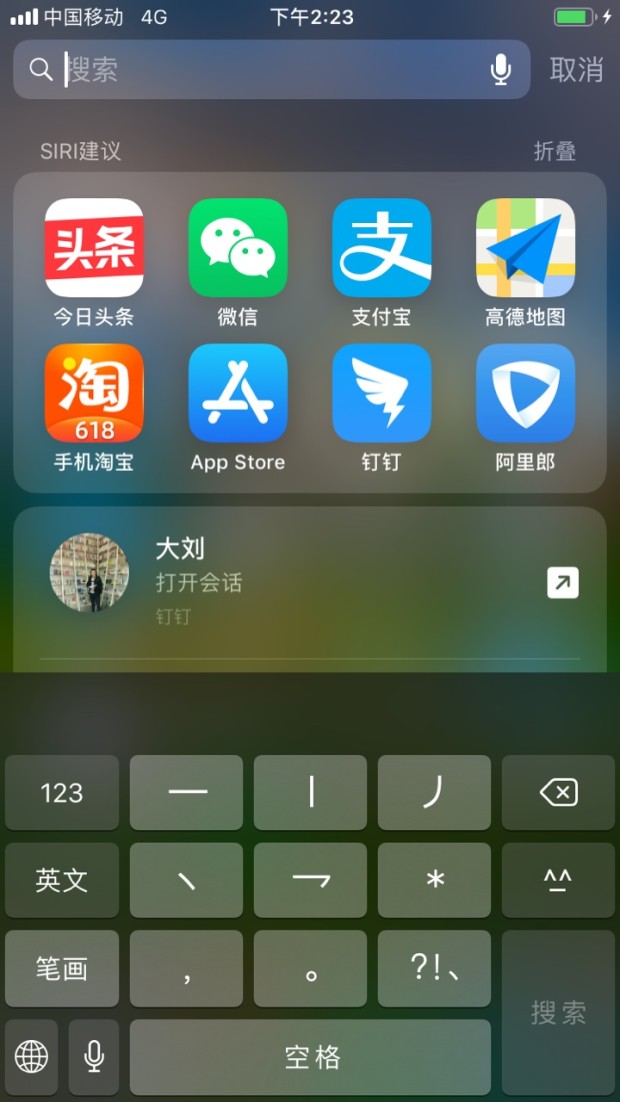 中国移动 4G 下午2:23
搜索 取消
SIRI建议 折叠
头条 支
今日头条 微信 支付宝 高德地图
淘
618
手机淘宝 App Store 钉钉 阿里郎
大刘
打开会话
钉钉
123 一 丨 丿
英文 丶 乛 * ^_^
笔画 , 。 ?!、
搜索
空格